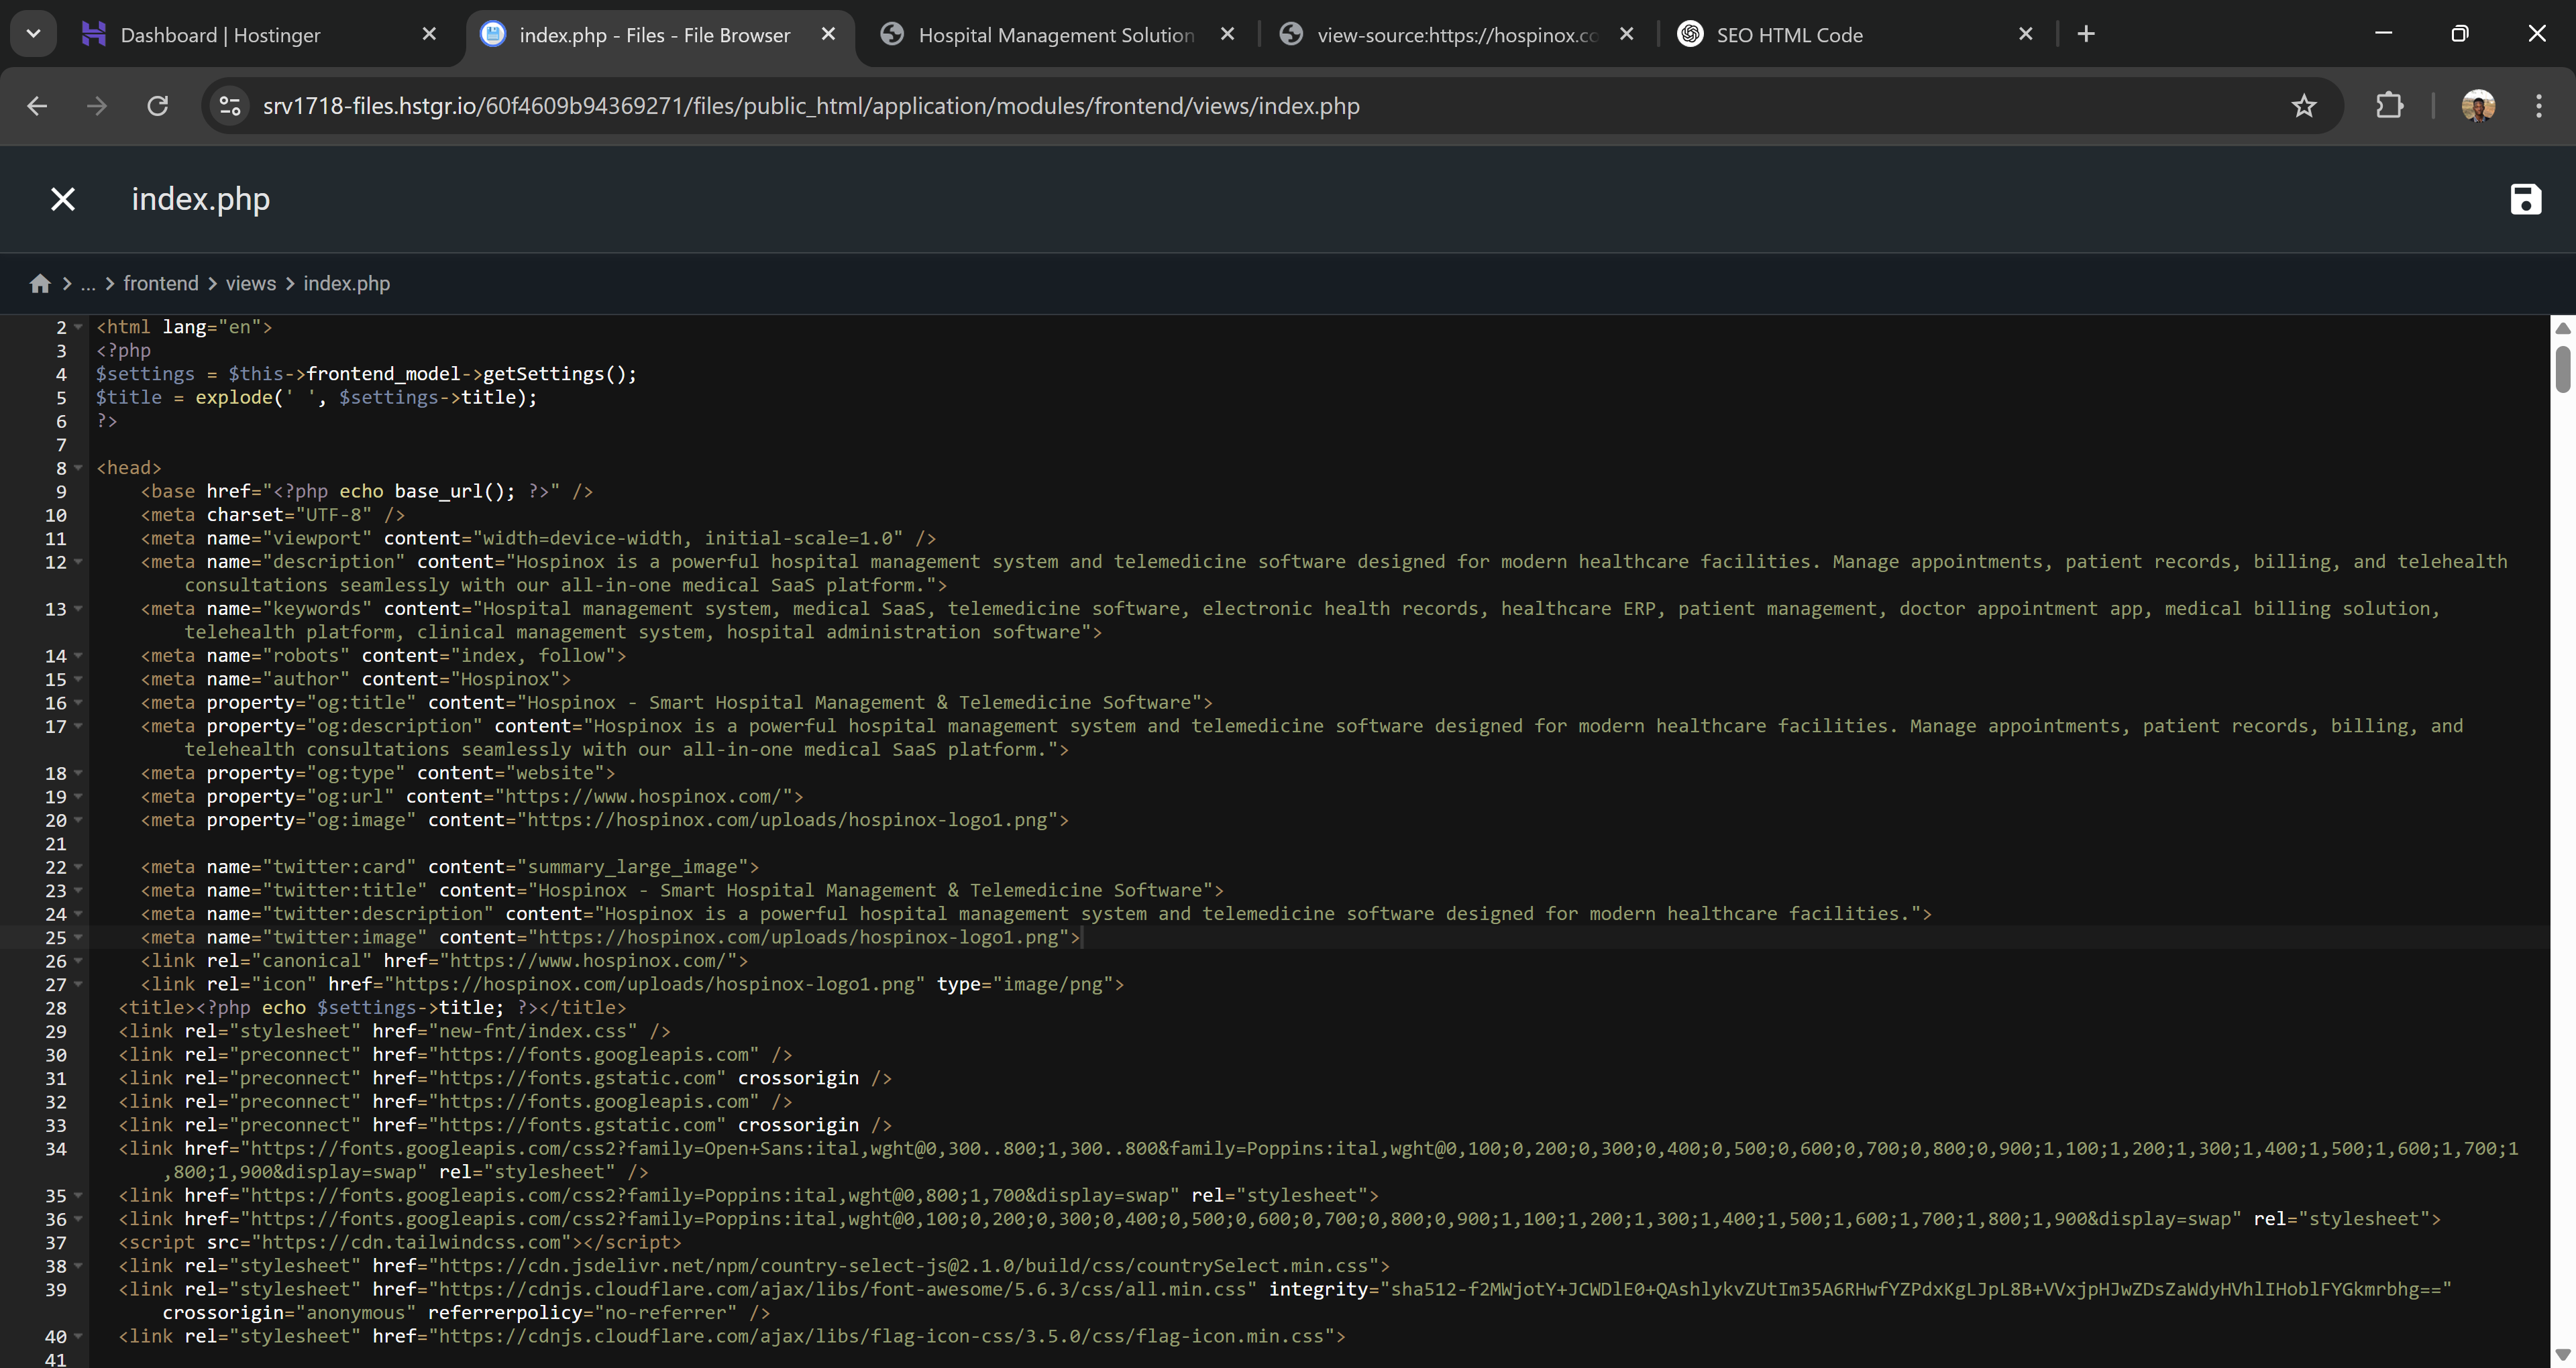 Dashboard | Hostinger
index.php - Files - File Browser
Hospital Management Solution
view-source:https://hospinox.co
SEO HTML Code
srv1718-files.hstgr.io/60f4609b94369271/files/public_html/application/modules/frontend/views/index.php
index.php
... > frontend > views > index.php
2 <html lang="en">
3 <?php
4 $settings = $this->frontend_model->getSettings();
5 $title = explode(' ', $settings->title);
6 ?>
7
8 <head>
9 <base href="<?php echo base_url(); ?>" />
10 <meta charset="UTF-8" />
11 <meta name="viewport" content="width=device-width, initial-scale=1.0" />
12 <meta name="description" content="Hospinox is a powerful hospital management system and telemedicine software designed for modern healthcare facilities. Manage appointments, patient records, billing, and telehealth
consultations seamlessly with our all-in-one medical SaaS platform.">
13 <meta name="keywords" content="Hospital management system, medical SaaS, telemedicine software, electronic health records, healthcare ERP, patient management, doctor appointment app, medical billing solution,
telehealth platform, clinical management system, hospital administration software">
14 <meta name="robots" content="index, follow">
15 <meta name="author" content="Hospinox">
16 <meta property="og:title" content="Hospinox - Smart Hospital Management & Telemedicine Software">
17 <meta property="og:description" content="Hospinox is a powerful hospital management system and telemedicine software designed for modern healthcare facilities. Manage appointments, patient records, billing, and
telehealth consultations seamlessly with our all-in-one medical SaaS platform.">
18 <meta property="og:type" content="website">
19 <meta property="og:url" content="https://www.hospinox.com/">
20 <meta property="og:image" content="https://hospinox.com/uploads/hospinox-logo1.png">
21
22 <meta name="twitter:card" content="summary_large_image">
23 <meta name="twitter:title" content="Hospinox - Smart Hospital Management & Telemedicine Software">
24 <meta name="twitter:description" content="Hospinox is a powerful hospital management system and telemedicine software designed for modern healthcare facilities.">
25 <meta name="twitter:image" content="https://hospinox.com/uploads/hospinox-logo1.png">
26 <link rel="canonical" href="https://www.hospinox.com/">
27 <link rel="icon" href="https://hospinox.com/uploads/hospinox-logo1.png" type="image/png">
28 <title><?php echo $settings->title; ?></title>
29 <link rel="stylesheet" href="new-fnt/index.css" />
30 <link rel="preconnect" href="https://fonts.googleapis.com" />
31 <link rel="preconnect" href="https://fonts.gstatic.com" crossorigin />
32 <link rel="preconnect" href="https://fonts.googleapis.com" />
33 <link rel="preconnect" href="https://fonts.gstatic.com" crossorigin />
34 <link href="https://fonts.googleapis.com/css2?family=Open+Sans:ital,wght@0,300..800;1,300..800&family=Poppins:ital,wght@0,100;0,200;0,300;0,400;0,500;0,600;0,700;0,800;0,900;1,100;1,200;1,300;1,400;1,500;1,600;1,700;1
,800;1,900&display=swap" rel="stylesheet" />
35 <link href="https://fonts.googleapis.com/css2?family=Poppins:ital,wght@0,800;1,700&display=swap" rel="stylesheet">
36 <link href="https://fonts.googleapis.com/css2?family=Poppins:ital,wght@0,100;0,200;0,300;0,400;0,500;0,600;0,700;0,800;0,900;1,100;1,200;1,300;1,400;1,500;1,600;1,700;1,800;1,900&display=swap" rel="stylesheet">
37 <script src="https://cdn.tailwindcss.com"></script>
38 <link rel="stylesheet" href="https://cdn.jsdelivr.net/npm/country-select-js@2.1.0/build/css/countrySelect.min.css">
39 <link rel="stylesheet" href="https://cdnjs.cloudflare.com/ajax/libs/font-awesome/5.6.3/css/all.min.css" integrity="sha512-f2MWjotY+JCWDlE0+QAshlykvZUtIm35A6RHwfYZPdxKgLJpL8B+VVxjpHJwZDsZaWdyHVhlIHoblFYGkmrbhg=="
crossorigin="anonymous" referrerpolicy="no-referrer" />
40 <link rel="stylesheet" href="https://cdnjs.cloudflare.com/ajax/libs/flag-icon-css/3.5.0/css/flag-icon.min.css">
41